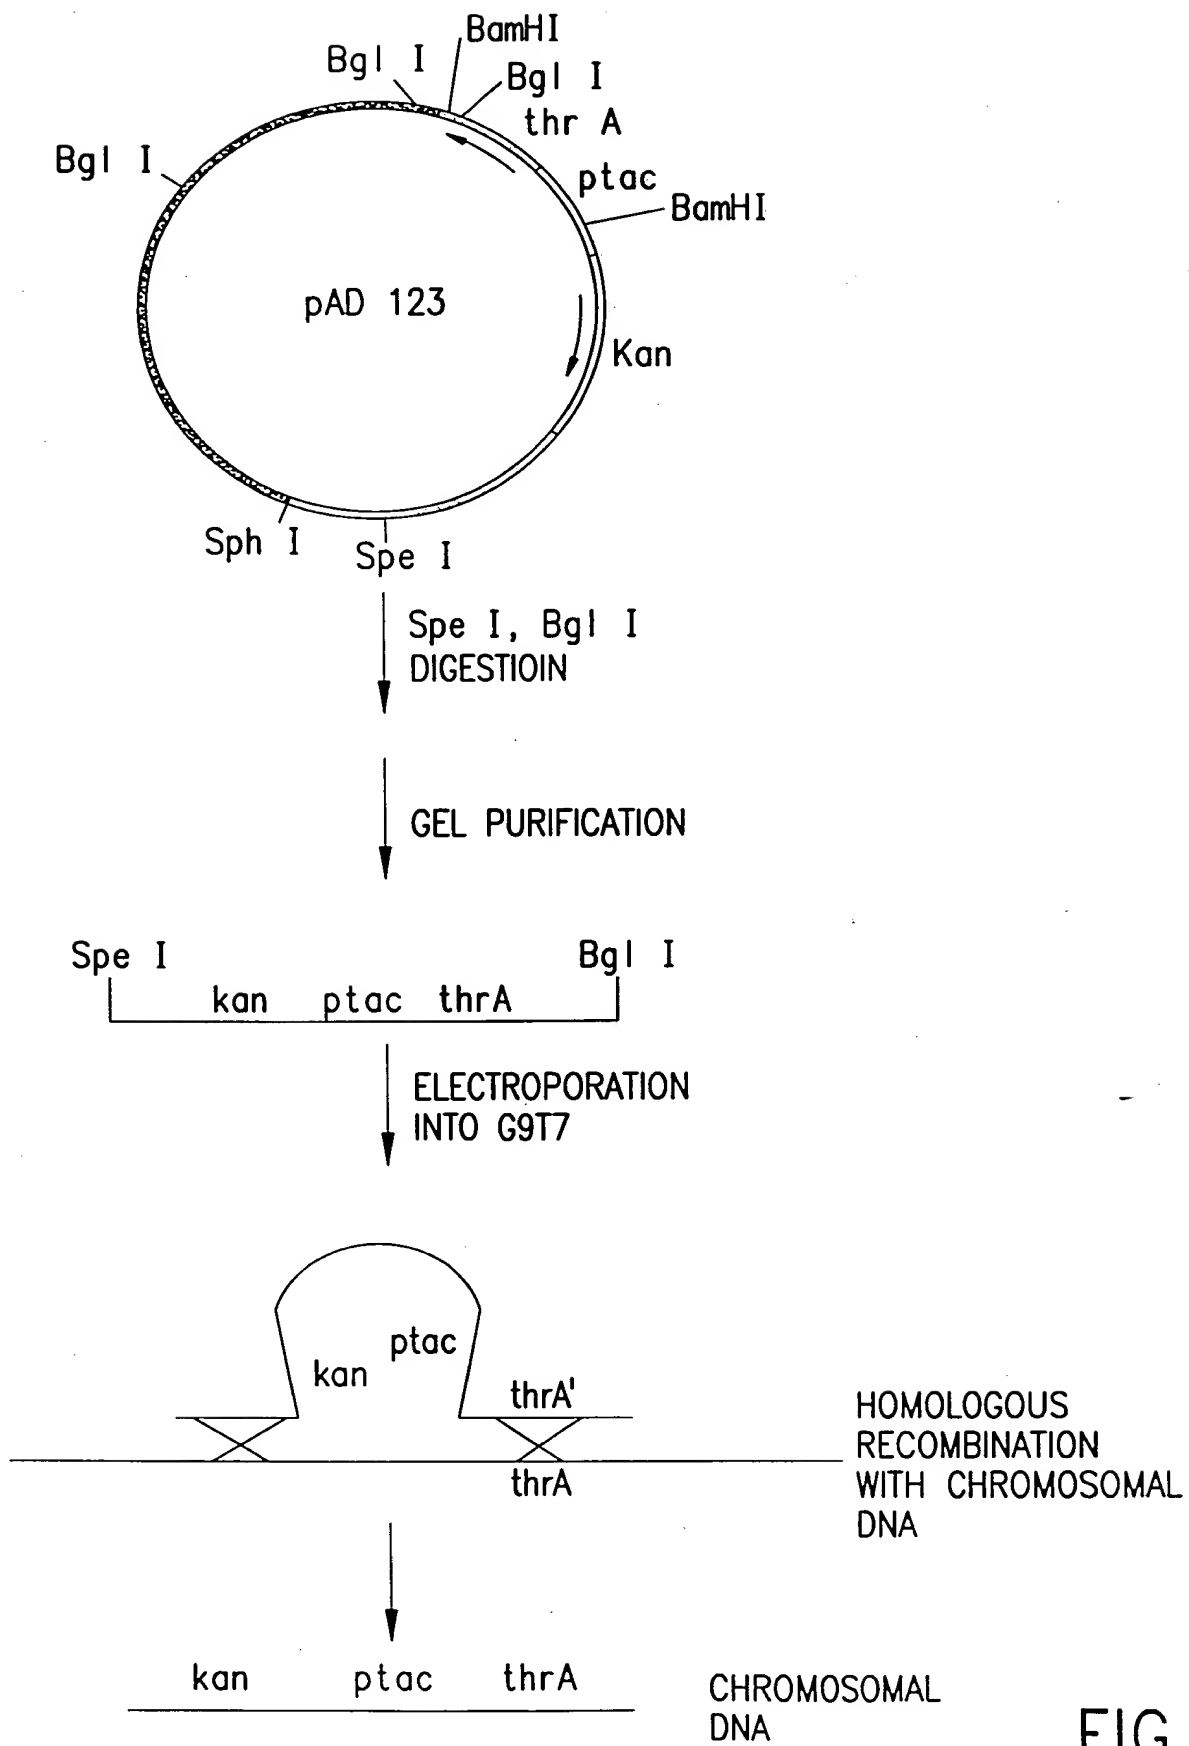 BamHI
Bgl I
Bgl I
thr A
Bgl I
ptac
BamHI
pAD 123
Kan
Sph I
Spe I
Spe I, Bgl I
DIGESTIOIN
GEL PURIFICATION
Spe I
Bgl I
kan ptac thrA
ELECTROPORATION
INTO G9T7
ptac
kan
thrA'
thrA
HOMOLOGOUS
RECOMBINATION
WITH CHROMOSOMAL
DNA
kan ptac thrA
CHROMOSOMAL
DNA
FIG